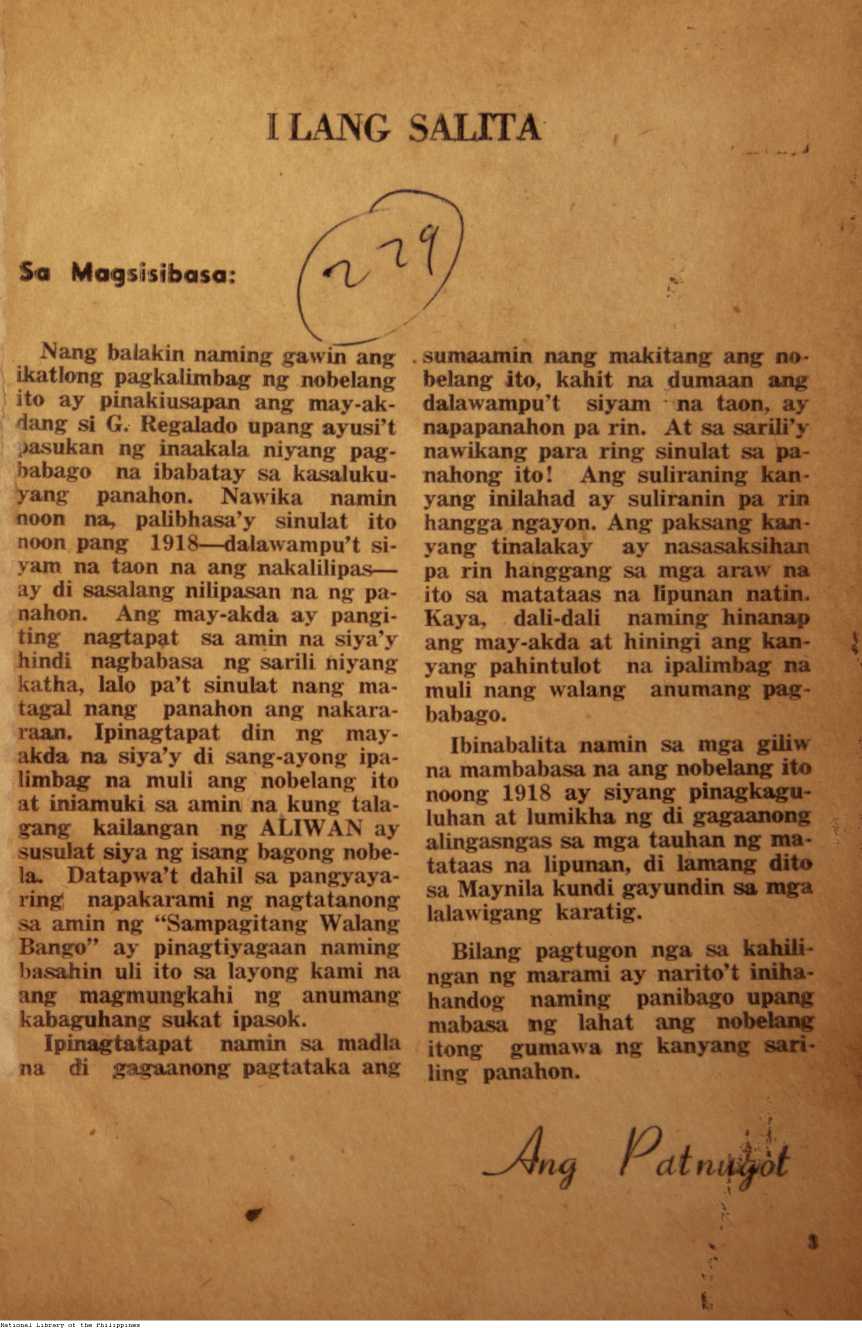 ILANG SALITA
229
Sa Magsisibasa:
Nang balakin naming gawin ang
ikatlong pagkalimbag ng nobelang
ito ay pinakiusapan ang may-ak-
dang si G. Regalado upang ayusi't
pasukan ng inaakala niyang pag-
babago na ibabatay sa kasaluku-
yang panahon. Nawika namin
noon na, palibhasa'y sinulat ito
noon pang 1918—dalawampu't si-
yam na taon na ang nakalilipas—
ay di sasalang nilipasan na ng pa-
nahon. Ang may-akda ay pangi-
ting nagtapat sa amin na siya'y
hindi nagbabasa ng sarili niyang
katha, lalo pa't sinulat nang ma-
tagal nang panahon ang nakara-
raan. Ipinagtapat din ng may-
akda na siya'y di sang-ayong ipa-
limbag na muli ang nobelang ito
at iniamuki sa amin na kung tala-
gang kailangan ng ALIWAN ay
susulat siya ng isang bagong nobe-
la. Datapwa't dahil sa pangyaya-
ring napakarami ng nagtatanong
sa amin ng "Sampagitang Walang
Bango" ay pinagtiyagaan naming
basahin uli ito sa layong kami na
ang magmungkahi ng anumang
kabaguhang sukat ipasok.
Ipinagtatapat namin sa madla
na di gagaanong pagtataka ang
sumaamin nang makitang ang no-
belang ito, kahit na dumaan ang
dalawampu't siyam na taon, ay
napapanahon pa rin. At sa sarili'y
nawikang para ring sinulat sa pa-
nahong ito! Ang suliraning kan-
yang inilahad ay suliranin pa rin
hangga ngayon. Ang paksang kan-
yang tinalakay ay nasasaksihan
pa rin hanggang sa mga araw na
ito sa matataas na lipunan natin.
Kaya, dali-dali naming hinanap
ang may-akda at hiningi ang kan-
yang pahintulot na ipalimbag na
muli nang walang anumang pag-
babago.
Ibinabalita namin sa mga giliw
na mambabasa na ang nobelang ito
noong 1918 ay siyang pinagkagu-
luhan at lumikha ng di gagaanong
alingasngas sa mga tauhan ng ma-
tataas na lipunan, di lamang dito
sa Maynila kundi gayundin sa mga
lalawigang karatig.
Bilang pagtugon nga sa kahili-
ngan ng marami ay narito't iniha-
handog naming panibago upang
mabasa ng lahat ang nobelang
itong gumawa ng kanyang sari-
ling panahon.
Ang Patnugot
3
National Library of the Philippines